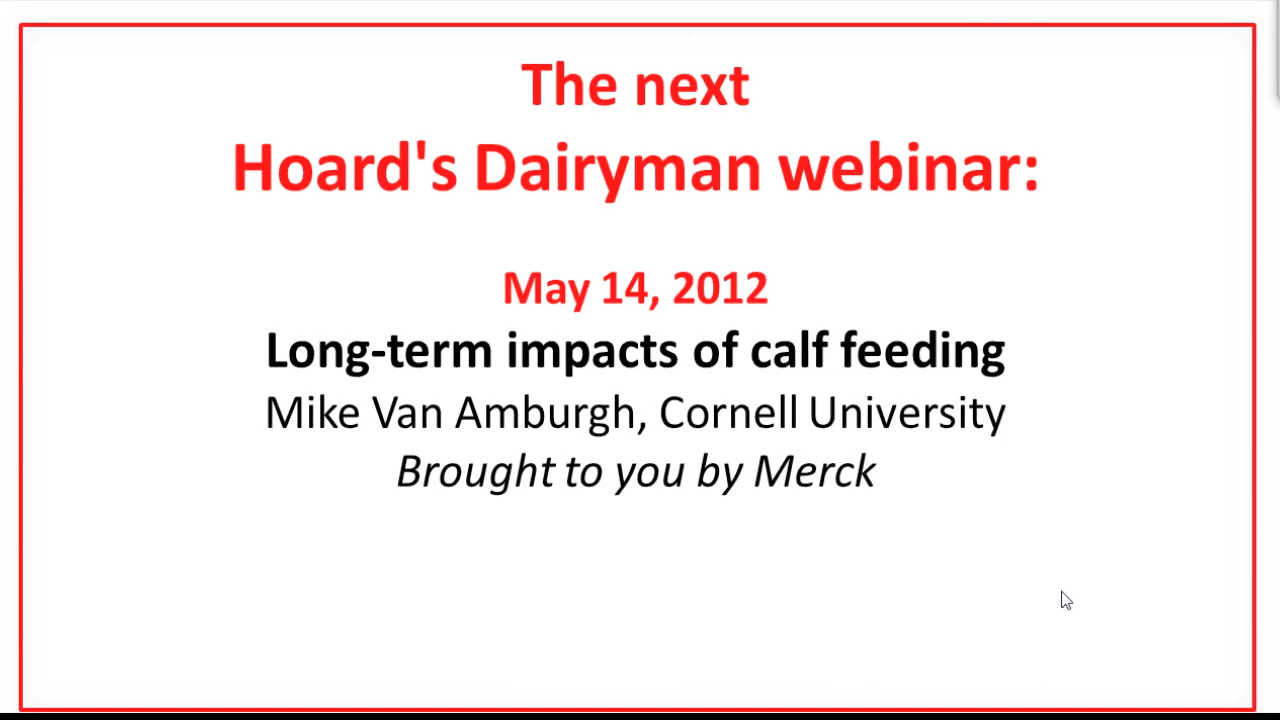 The next
Hoard's Dairyman webinar:
May 14, 2012
Long-term impacts of calf feeding
Mike Van Amburgh, Cornell University
Brought to you by Merck